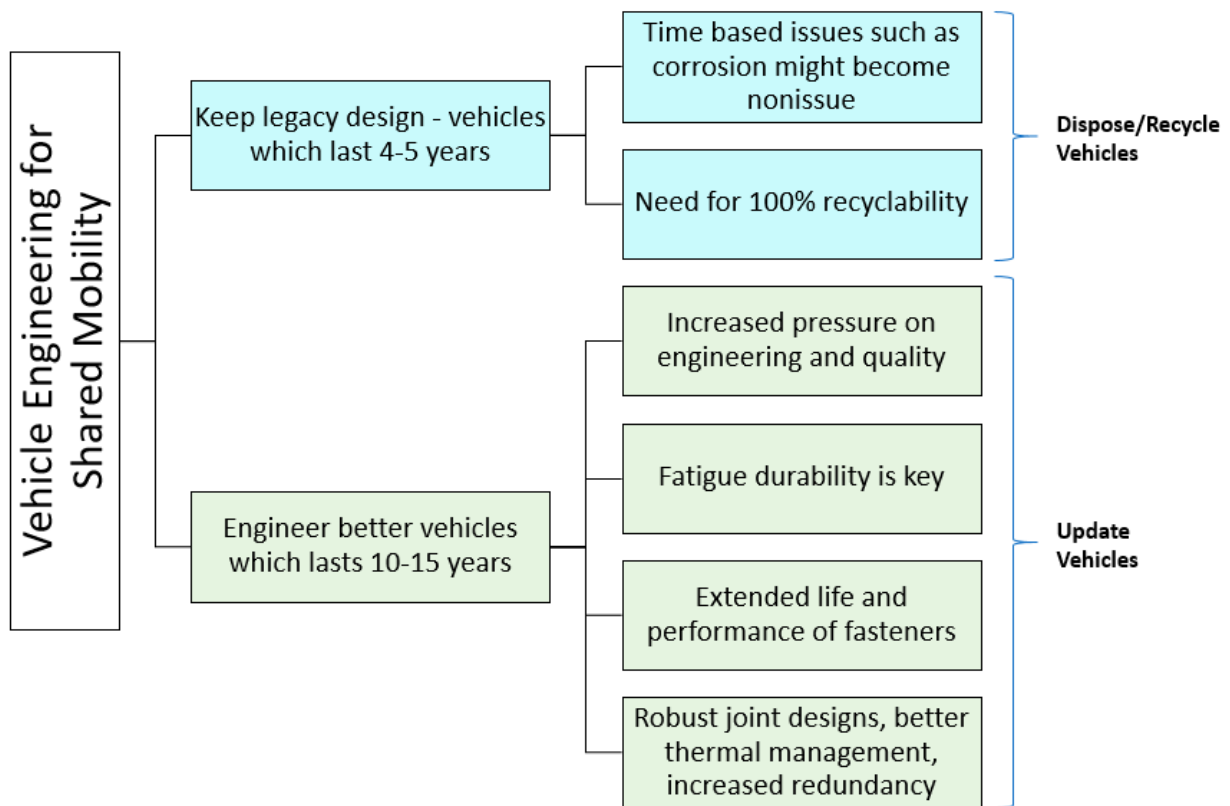 Vehicle Engineering for
Shared Mobility
Keep legacy design - vehicles
which last 4-5 years
Time based issues such as
corrosion might become
nonissue
Need for 100% recyclability
Dispose/Recycle
Vehicles
Engineer better vehicles
which lasts 10-15 years
Increased pressure on
engineering and quality
Fatigue durability is key
Extended life and
performance of fasteners
Robust joint designs, better
thermal management,
increased redundancy
Update
Vehicles